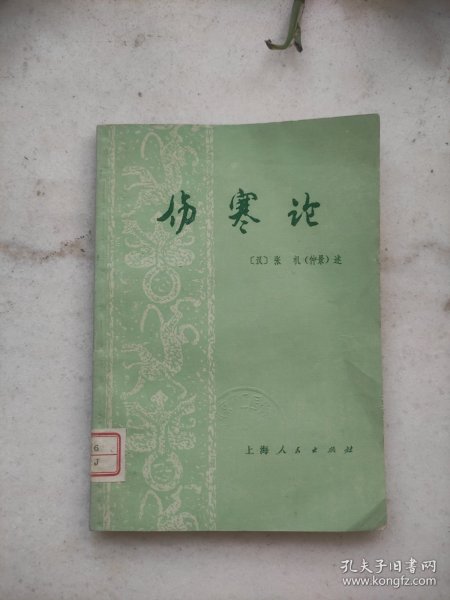 伤寒论
〔汉〕张 机(仲景)述
上海人民出版社
6
J
孔夫子旧书网
www.kongfz.com